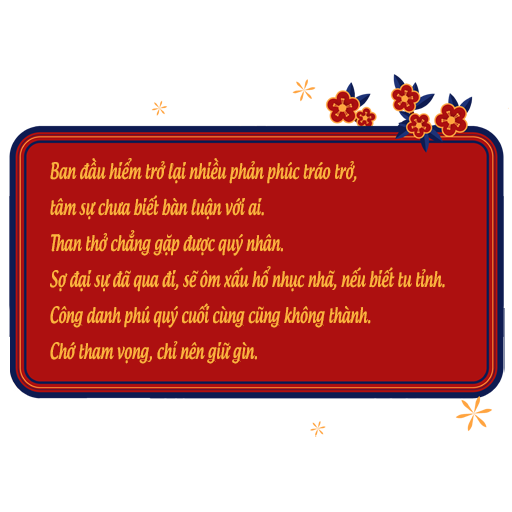 Ban đầu hiểm trở lại nhiều phản phúc tráo trở,
tâm sự chưa biết bàn luận với ai.
Than thở chẳng gặp được quý nhân.
Sợ đại sự đã qua đi, sẽ ôm xấu hổ nhục nhã, nếu biết tu tỉnh.
Công danh phú quý cuối cùng cũng không thành.
Chớ tham vọng, chỉ nên giữ gìn.